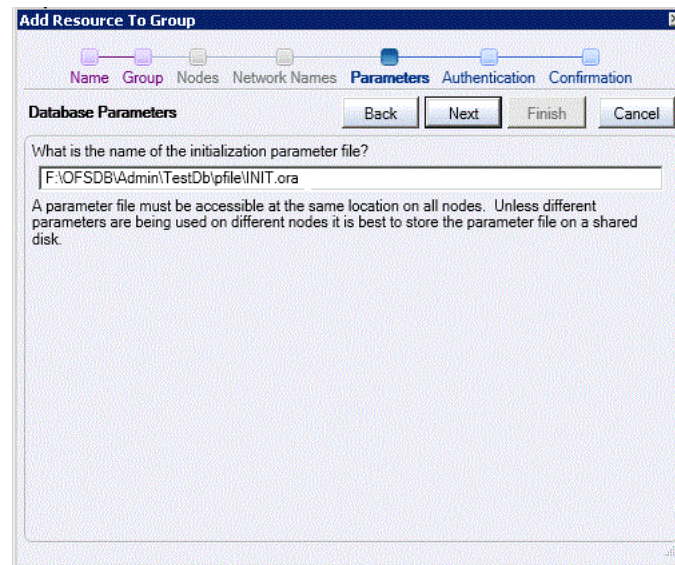 Add Resource To Group
Name Group Nodes Network Names Parameters Authentication Confirmation
Database Parameters Back Next Finish Cancel
What is the name of the initialization parameter file?
F:\OFSDB\Admin\TestDb\pfile\INIT.ora
A parameter file must be accessible at the same location on all nodes. Unless different
parameters are being used on different nodes it is best to store the parameter file on a shared
disk.